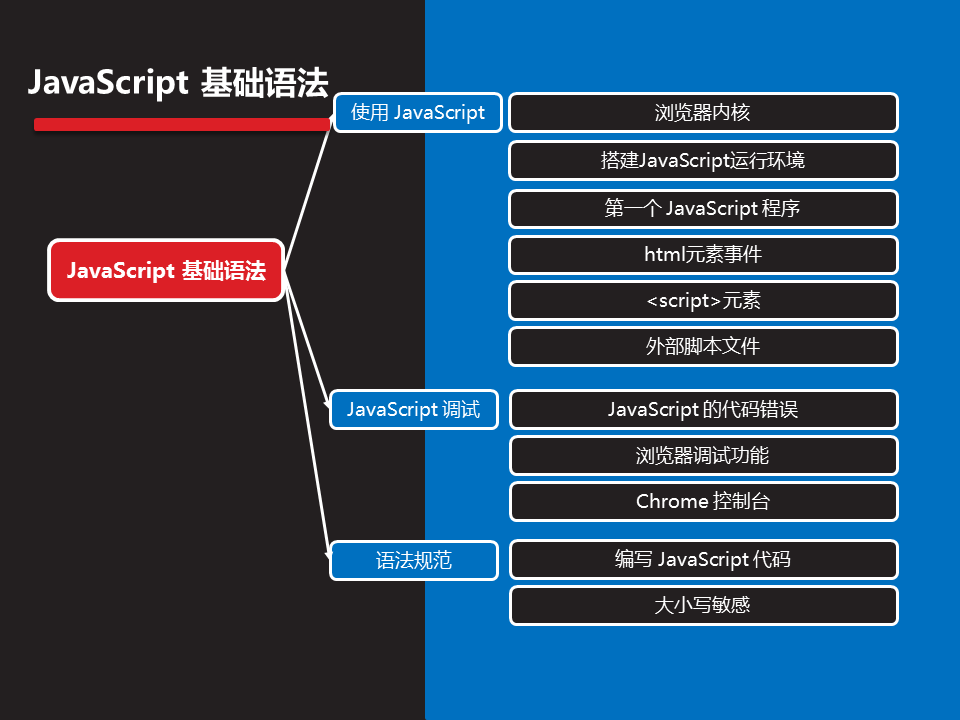 JavaScript 基础语法
使用 JavaScript
浏览器内核
搭建JavaScript运行环境
第一个 JavaScript 程序
html元素事件
<script>元素
外部脚本文件
JavaScript 基础语法
JavaScript 调试
JavaScript 的代码错误
浏览器调试功能
Chrome 控制台
语法规范
编写 JavaScript 代码
大小写敏感